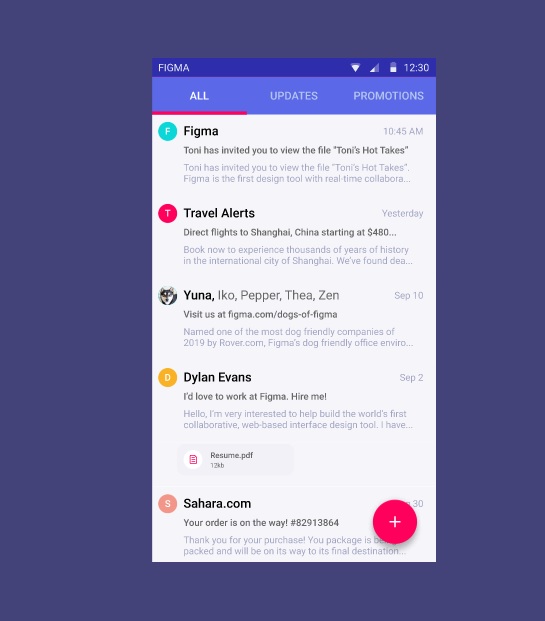 FIGMA 12:30
ALL UPDATES PROMOTIONS
F Figma 10:45 AM
Toni has invited you to view the file "Toni's Hot Takes"
Toni has invited you to view the file "Toni's Hot Takes".
Figma is the first design tool with real-time collabora...
T Travel Alerts Yesterday
Direct flights to Shanghai, China starting at $480...
Book now to experience thousands of years of history
in the international city of Shanghai. We've found dea...
Yuna, Iko, Pepper, Thea, Zen Sep 10
Visit us at figma.com/dogs-of-figma
Named one of the most dog friendly companies of
2019 by Rover.com, Figma's dog friendly office enviro...
D Dylan Evans Sep 2
I'd love to work at Figma. Hire me!
Hello, I'm very interested to help build the world's first
collaborative, web-based interface design tool. I have...
Resume.pdf
12kb
S Sahara.com 30
Your order is on the way! #82913864
Thank you for your purchase! You package is
packed and will be on its way to its final destination...